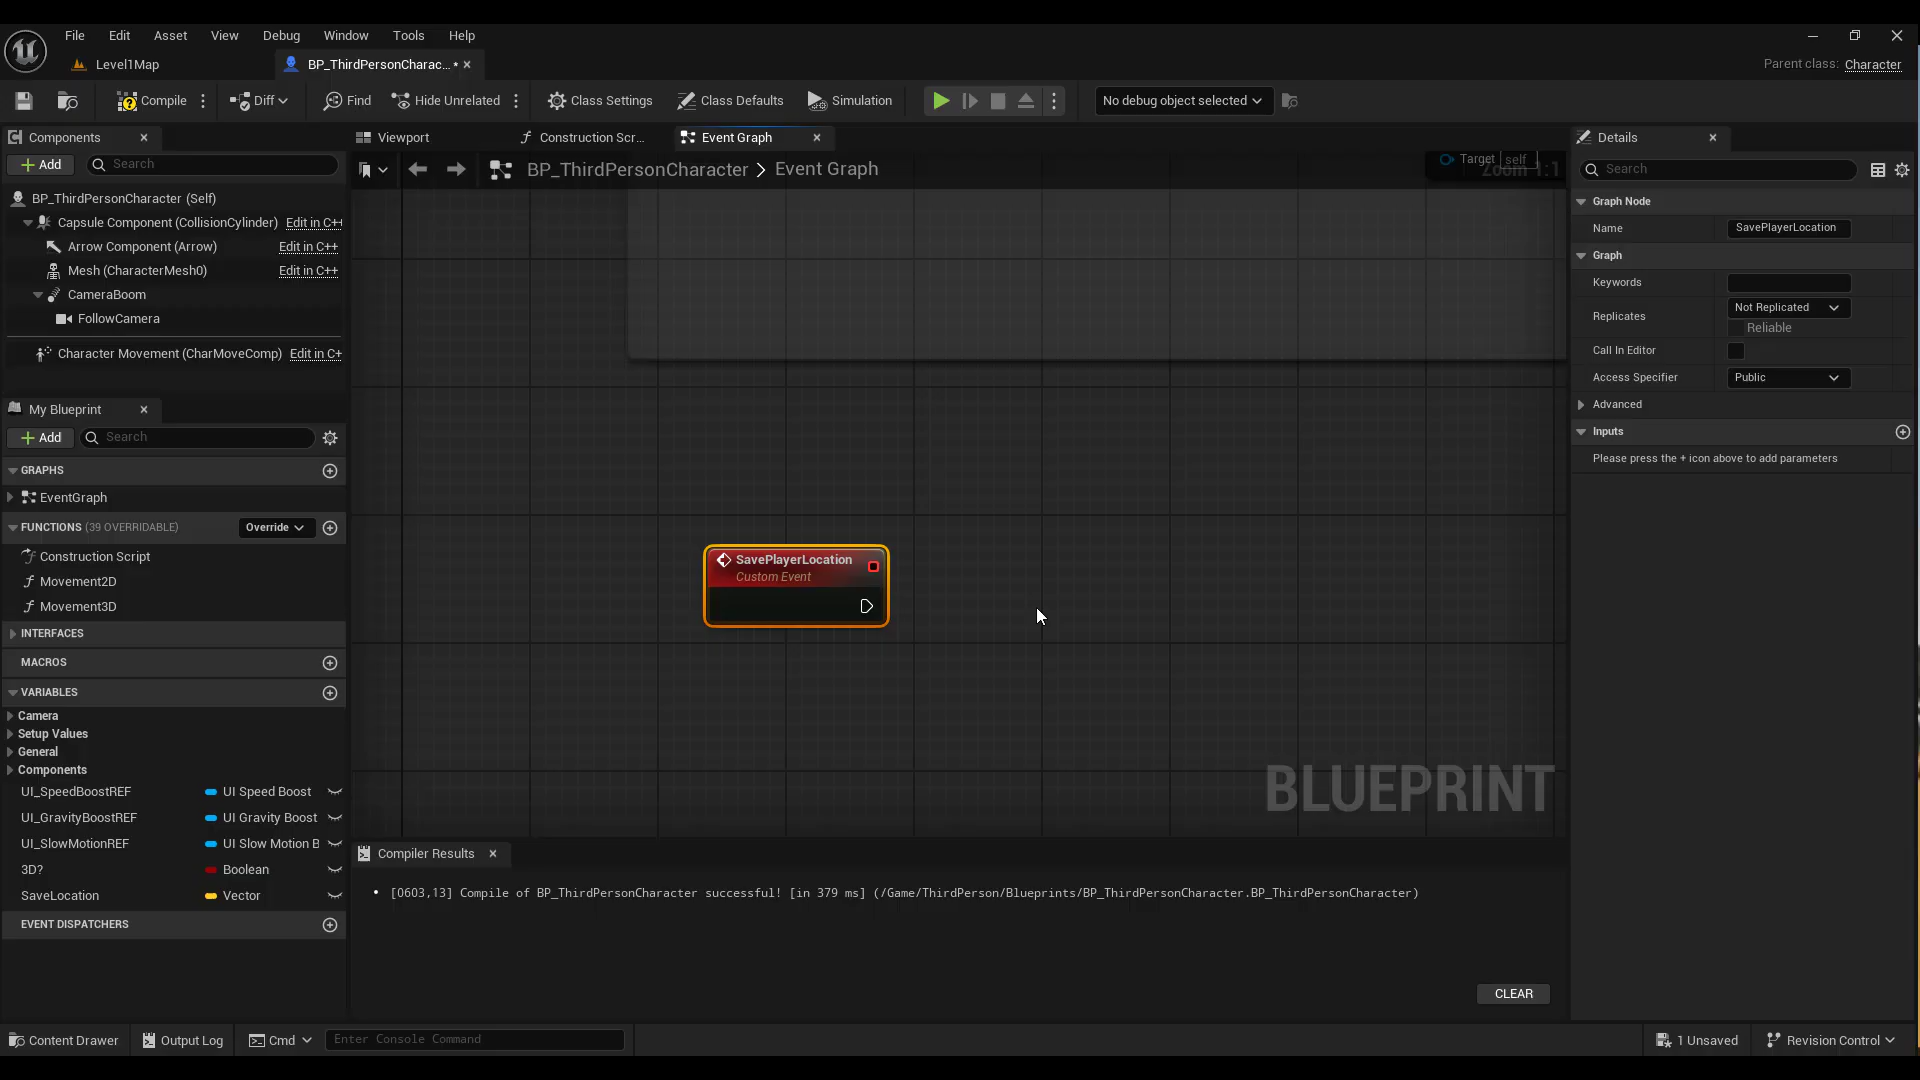 File Edit Asset View Debug Window Tools Help
Level1Map
BP_ThirdPersonCharac...
Parent class: Character
Compile
Diff
Find
Hide Unrelated
Class Settings
Class Defaults
Simulation
No debug object selected
Components
Add
Search
BP_ThirdPersonCharacter (Self)
Capsule Component (CollisionCylinder) Edit in C++
Arrow Component (Arrow) Edit in C++
Mesh (CharacterMesh0) Edit in C++
CameraBoom
FollowCamera
Character Movement (CharMoveComp) Edit in C+
My Blueprint
Add
Search
GRAPHS
EventGraph
FUNCTIONS (39 OVERRIDABLE) Override
Construction Script
Movement2D
Movement3D
INTERFACES
MACROS
VARIABLES
Camera
Setup Values
General
Components
UI_SpeedBoostREF UI Speed Boost
UI_GravityBoostREF UI Gravity Boost
UI_SlowMotionREF UI Slow Motion B
3D? Boolean
SaveLocation Vector
EVENT DISPATCHERS
Viewport
Construction Scr...
Event Graph
BP_ThirdPersonCharacter > Event Graph
Target self
Zoom 1:1
SavePlayerLocation
Custom Event
BLUEPRINT
Compiler Results
[0603,13] Compile of BP_ThirdPersonCharacter successful! [in 379 ms] (/Game/ThirdPerson/Blueprints/BP_ThirdPersonCharacter.BP_ThirdPersonCharacter)
CLEAR
Details
Search
Graph Node
Name SavePlayerLocation
Graph
Keywords
Replicates Not Replicated
Reliable
Call In Editor
Access Specifier Public
Advanced
Inputs
Please press the + icon above to add parameters
Content Drawer
Output Log
Cmd
Enter Console Command
1 Unsaved
Revision Control